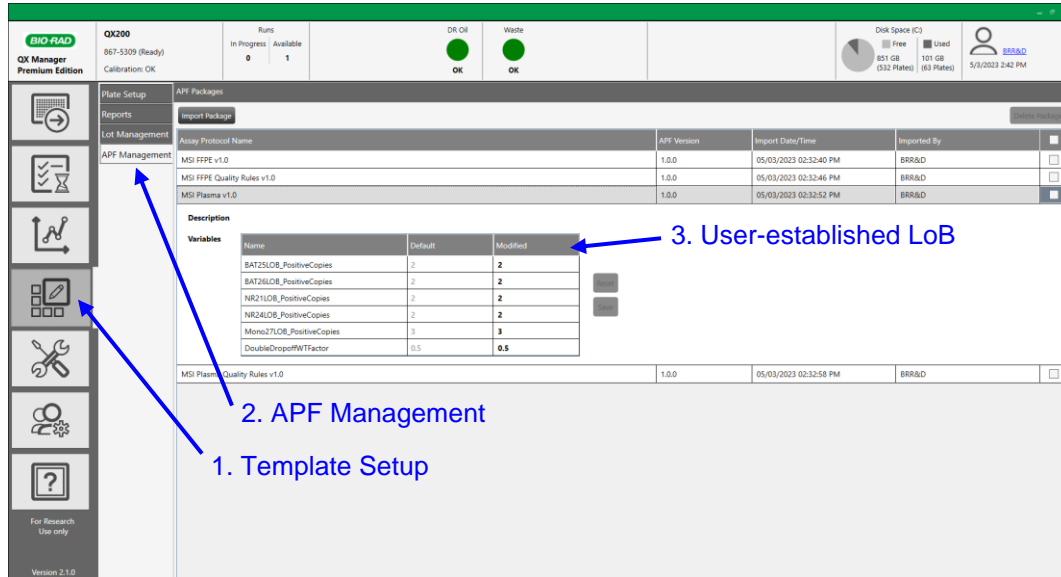 BIO-RAD
QX Manager
Premium Edition
QX200
867-5309 (Ready)
Calibration: OK
Runs
In Progress Available
0 1
DR Oil
OK
Waste
OK
Disk Space (C:)
Free Used
851 GB 101 GB
(532 Plates) (63 Plates)
BRR&D
5/3/2023 2:42 PM
Plate Setup
Reports
Lot Management
APF Management
APF Packages
Import Package
Delete Package
Assay Protocol Name APF Version Import Date/Time Imported By
MSI FFPE v1.0 1.0.0 05/03/2023 02:32:40 PM BRR&D
MSI FFPE Quality Rules v1.0 1.0.0 05/03/2023 02:32:46 PM BRR&D
MSI Plasma v1.0 1.0.0 05/03/2023 02:32:52 PM BRR&D
Description
Variables
Name Default Modified
BAT25LOB_PositiveCopies 2 2
BAT26LOB_PositiveCopies 2 2
NR21LOB_PositiveCopies 2 2
NR24LOB_PositiveCopies 2 2
Mono27LOB_PositiveCopies 3 3
DoubleDropoffWTFactor 0.5 0.5
Reset
Save
3. User-established LoB
MSI Plasma Quality Rules v1.0 1.0.0 05/03/2023 02:32:58 PM BRR&D
2. APF Management
1. Template Setup
?
For Research
Use only
Version 2.1.0